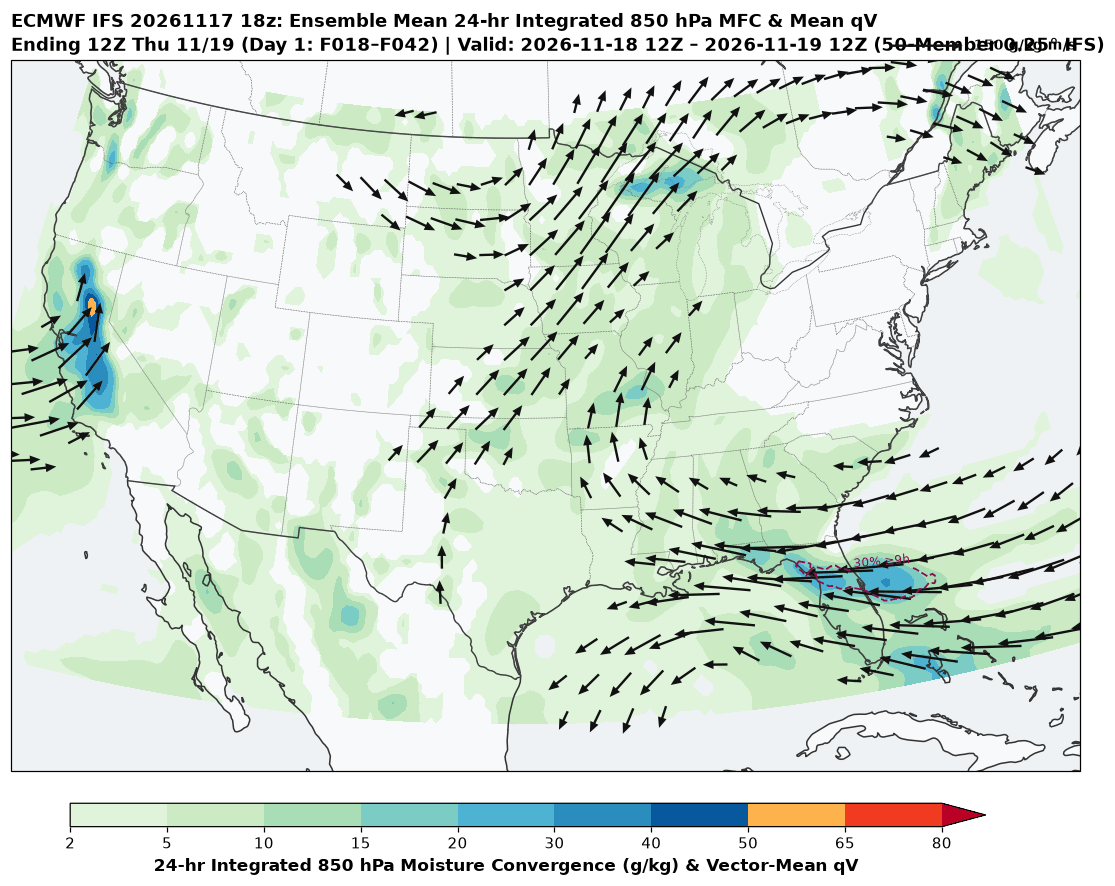 ECMWF IFS 20261117 18z: Ensemble Mean 24-hr Integrated 850 hPa MFC & Mean qV
Ending 12Z Thu 11/19 (Day 1: F018–F042) | Valid: 2026-11-18 12Z – 2026-11-19 12Z (50-Member 0.25° IFS)
30% ≥9h
2 5 10 15 20 30 40 50 65 80
24-hr Integrated 850 hPa Moisture Convergence (g/kg) & Vector-Mean qV